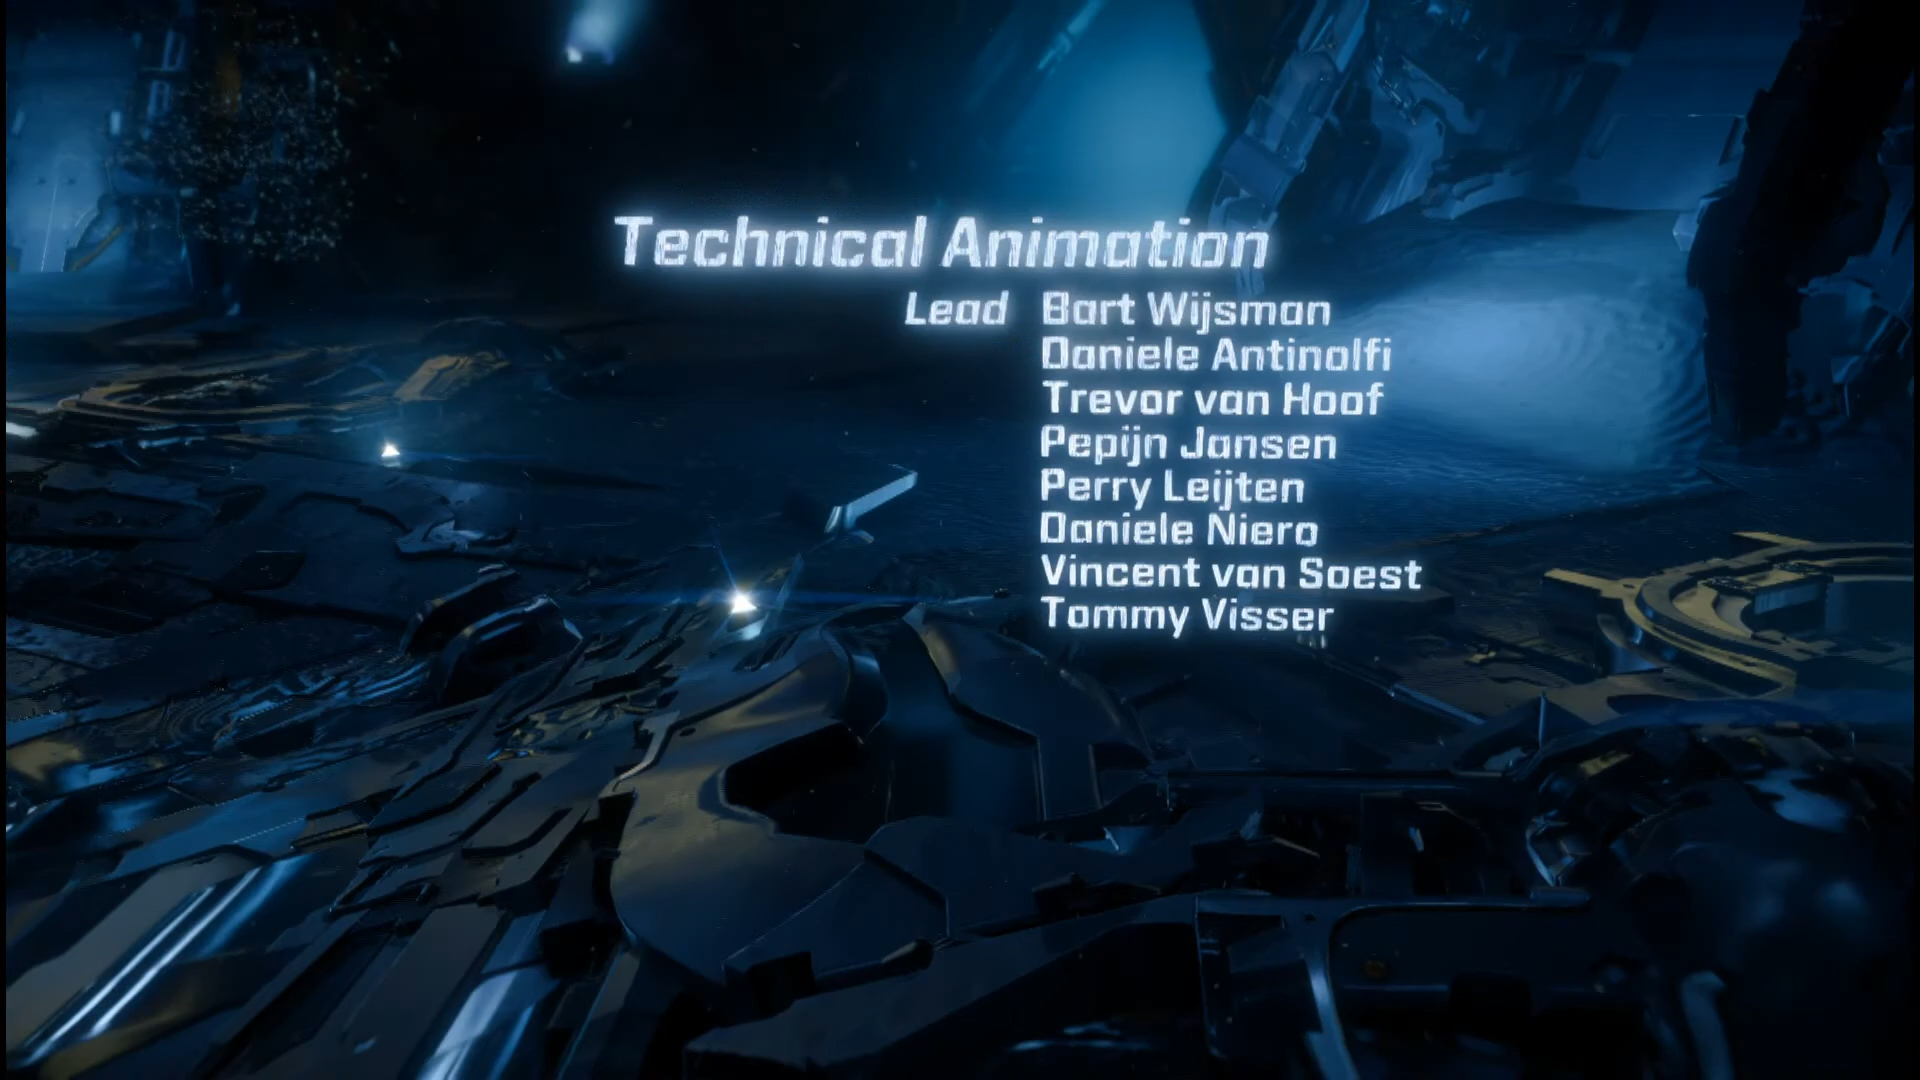 Technical Animation
Lead Bart Wijsman
Daniele Antinolfi
Trevor van Hoof
Pepijn Jansen
Perry Leijten
Daniele Niero
Vincent van Soest
Tommy Visser